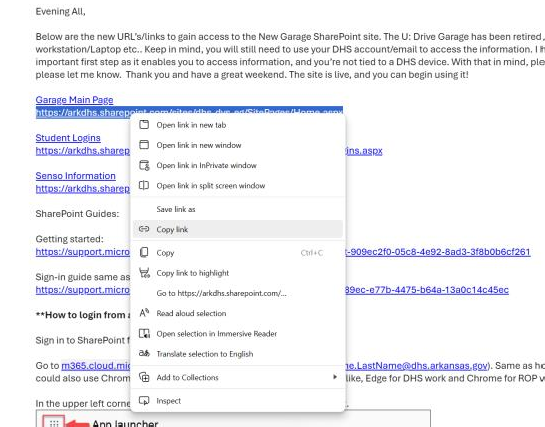 Evening All,
Below are the new URL's/links to gain access to the New Garage SharePoint site. The U: Drive Garage has been retired,
workstation/Laptop etc.. Keep in mind, you will still need to use your DHS account/email to access the information. I
important first step as it enables you to access information, and you're not tied to a DHS device. With that in mind, ple
please let me know. Thank you and have a great weekend. The site is live, and you can begin using it!
Garage Main Page
https://arkdhs.sharepoint.com/sites/dhs-dys-ag/SitePages/Home.aspx
Open link in new tab
Student Logins
Open link in new window
https://arkdhs.sharep
ins.aspx
Open link in InPrivate window
Senso Information
Open link in split screen window
https://arkdhs.sharep
Save link as
SharePoint Guides:
Copy link
Getting started:
Copy Ctrl+C
https://support.micro
t-909ec2f0-05c8-4e92-8ad3-3f8b0b6cf261
Copy link to highlight
Sign-in guide same as
https://support.micro
Go to https://arkdhs.sharepoint.com/...
39ec-e77b-4475-b64a-13a0c14c45ec
Read aloud selection
**How to login from a
Open selection in Immersive Reader
Sign in to SharePoint f
Translate selection to English
Go to m365.cloud.mic
ne.LastName@dhs.arkansas.gov). Same as ho
Add to Collections
could also use Chrom
like, Edge for DHS work and Chrome for ROP w
Inspect
In the upper left corne
App launcher